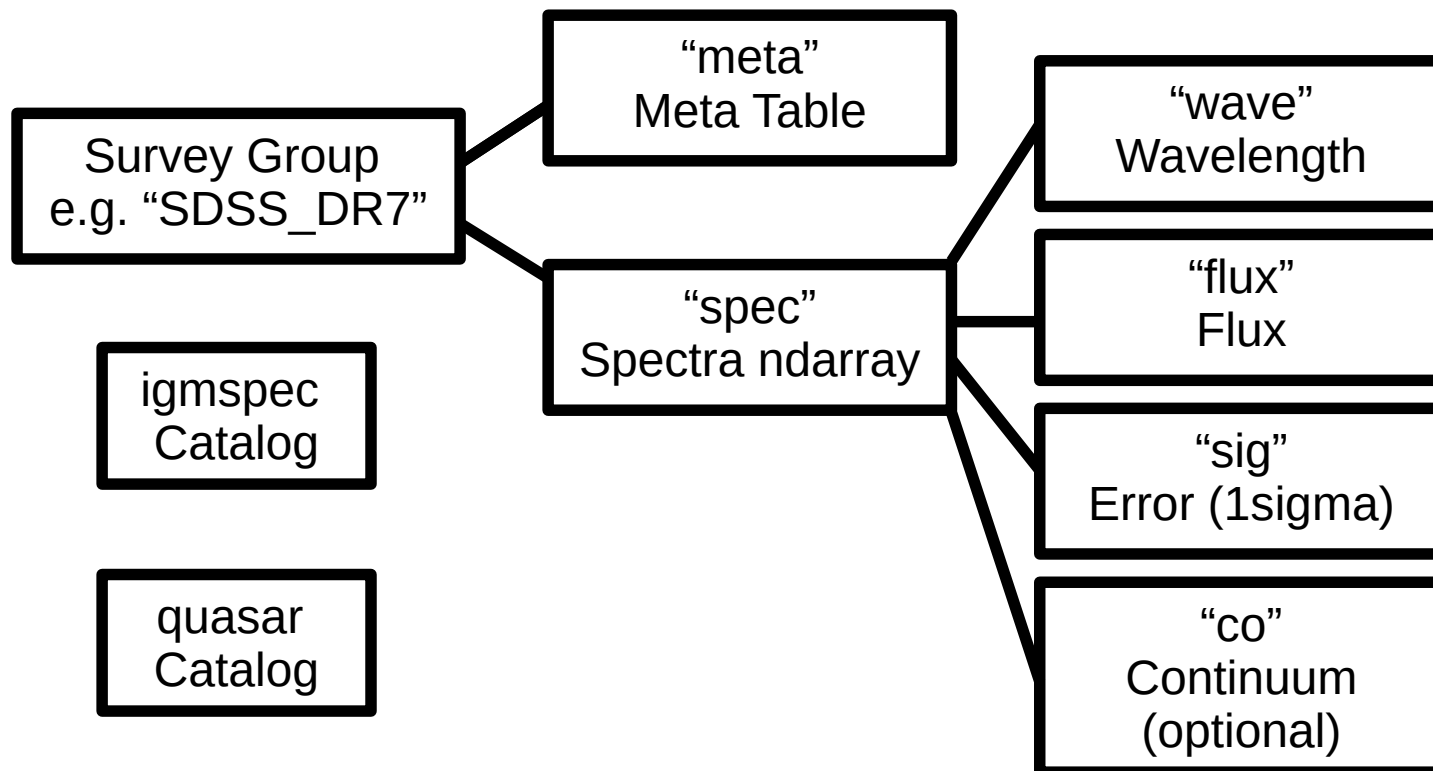 “meta”
Meta Table
Survey Group
e.g. “SDSS_DR7”
“wave”
Wavelength
“spec”
Spectra ndarray
“flux”
Flux
igmspec
Catalog
“sig”
Error (1sigma)
quasar
Catalog
“co”
Continuum
(optional)